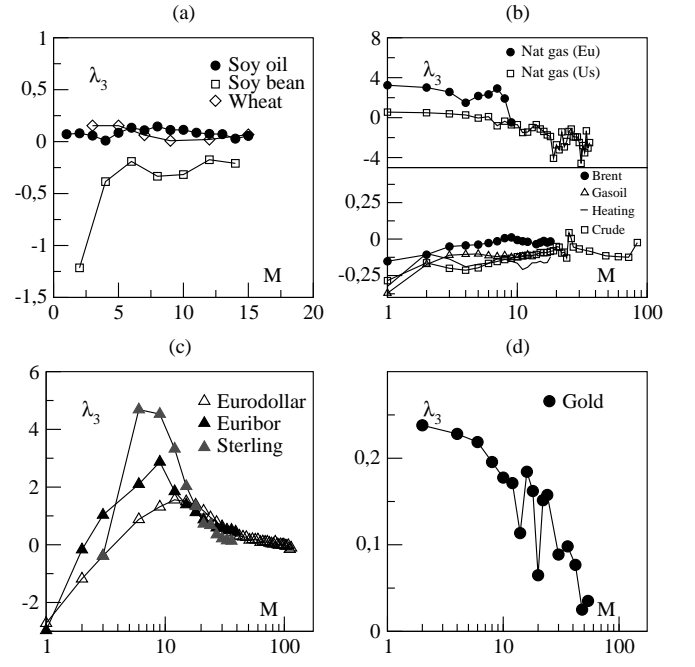 (a)
1
0,5
0
-0,5
-1
-1,5
0
5
10
15
20
λ3
M
Soy oil
Soy bean
Wheat
(b)
8
4
0
-4
λ3
Nat gas (Eu)
Nat gas (Us)
0,25
0
-0,25
1
10
100
M
Brent
Gasoil
Heating
Crude
(c)
6
4
2
0
-2
1
10
100
λ3
M
Eurodollar
Euribor
Sterling
(d)
0,2
0,1
0
1
10
100
λ3
M
Gold